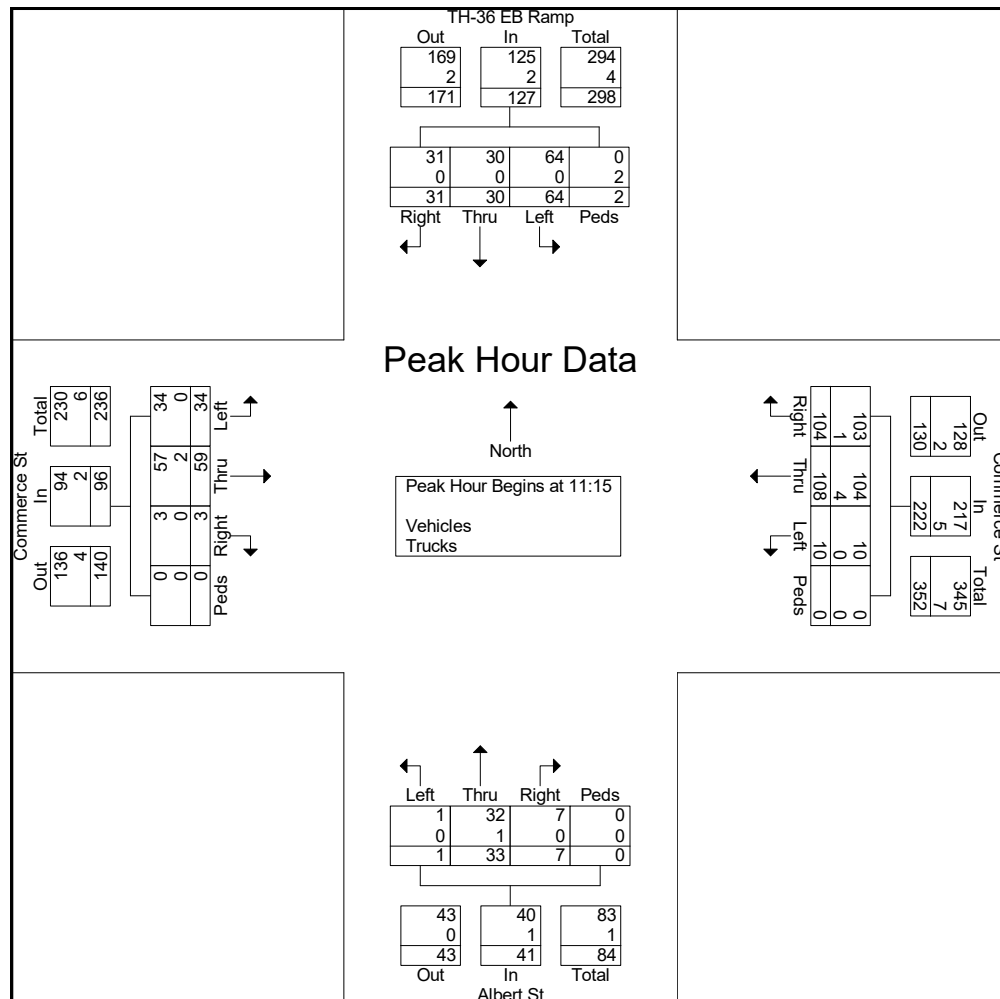 TH-36 EB Ramp
Out In Total
169 125 294
2 2 4
171 127 298
31 30 64 0
0 0 0 2
31 30 64 2
Right Thru Left Peds
Peak Hour Data
North
Peak Hour Begins at 11:15
Vehicles
Trucks
Commerce St
Out In Total
136 94 230
4 2 6
140 96 236
Peds Right Thru Left
0 3 57 34
0 0 2 0
0 3 59 34
Commerce St
Out In Total
128 217 345
2 5 7
130 222 352
103 104 10 0
1 4 0 0
104 108 10 0
Right Thru Left Peds
Left Thru Right Peds
1 32 7 0
0 1 0 0
1 33 7 0
43 40 83
0 1 1
43 41 84
Out In Total
Albert St